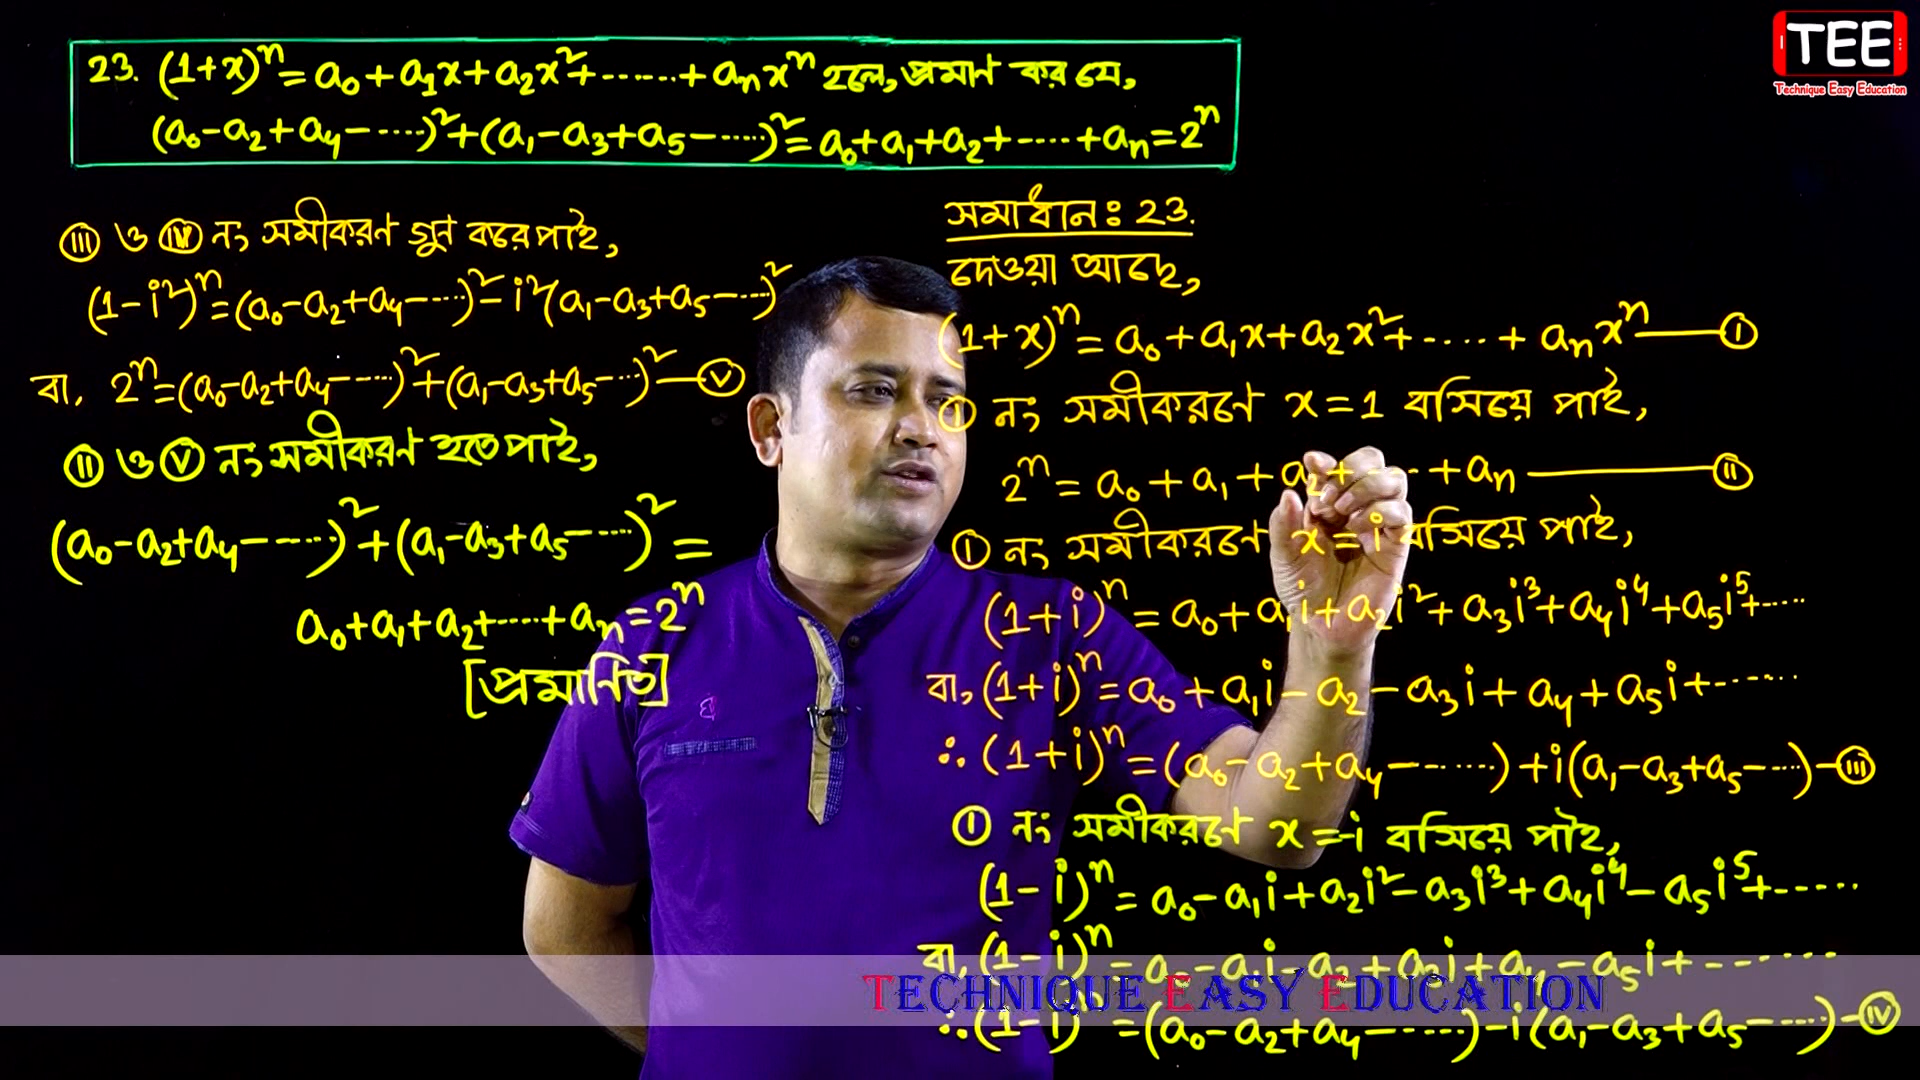 TEE
Technique Easy Education
23. (1+x)ⁿ = a₀ + a₁x + a₂x² + ...... + aₙxⁿ হলে, প্রমাণ কর যে,
(a₀-a₂+a₄-....)²+(a₁-a₃+a₅-.....)² = a₀+a₁+a₂+.....+aₙ=2ⁿ
সমাধান: 23.
দেওয়া আছে,
(1+x)ⁿ = a₀+a₁x+a₂x²+.....+ aₙxⁿ — (i)
(i) নং সমীকরণে x=1 বসিয়ে পাই,
2ⁿ = a₀ + a₁ + a₂+ ... + aₙ — (ii)
(i) নং সমীকরণে x=i বসিয়ে পাই,
(1+i)ⁿ = a₀+a₁i+a₂i²+a₃i³+a₄i⁴+a₅i⁵+....
বা, (1+i)ⁿ = a₀+a₁i-a₂-a₃i+a₄+a₅i+......
∴ (1+i)ⁿ = (a₀-a₂+a₄-......)+i(a₁-a₃+a₅-....) — (iii)
(i) নং সমীকরণে x=-i বসিয়ে পাই,
(1-i)ⁿ = a₀-a₁i+a₂i²-a₃i³+a₄i⁴-a₅i⁵+.....
বা, (1-i)ⁿ = a₀-a₁i-a₂+a₃i+a₄-a₅i+......
TECHNIQUE EASY EDUCATION
∴ (1-i)ⁿ = (a₀-a₂+a₄-.....)-i(a₁-a₃+a₅-....) — (iv)
(iii) ও (iv) নং সমীকরণ গুন করে পাই,
(1-i²)ⁿ = (a₀-a₂+a₄-....)²-i²(a₁-a₃+a₅-...)²
বা, 2ⁿ=(a₀-a₂+a₄-....)²+(a₁-a₃+a₅-...)² — (v)
(ii) ও (v) নং সমীকরণ হতে পাই,
(a₀-a₂+a₄-.....)²+(a₁-a₃+a₅-....)² =
a₀+a₁+a₂+....+aₙ=2ⁿ
[প্রমাণিত]